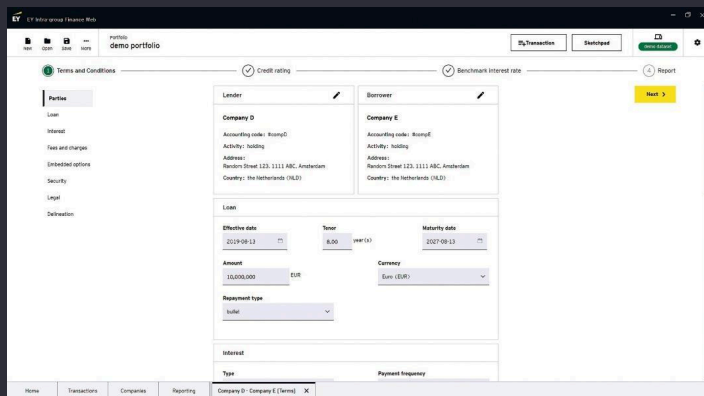 EY EY Intra-group Finance Web
New Open Save More
Portfolio
demo portfolio
Transaction
Sketchpad
1 Terms and Conditions
Credit rating
Benchmark interest rate
4 Report
Parties
Loan
Interest
Fees and charges
Embedded options
Security
Legal
Delineation
Lender
Company D
Accounting code: #compD
Activity: holding
Address:
Random Street 123, 1111 ABC, Amsterdam
Country: the Netherlands (NLD)
Borrower
Company E
Accounting code: #compE
Activity: holding
Address:
Random Street 123, 1111 ABC, Amsterdam
Country: the Netherlands (NLD)
Next >
Loan
Effective date Tenor Maturity date
2019-08-13 8.00 year(s) 2027-08-13
Amount Currency
10,000,000 EUR Euro (EUR)
Repayment type
bullet
Interest
Type Payment frequency
Home Transactions Companies Reporting Company D - Company E (Terms) X